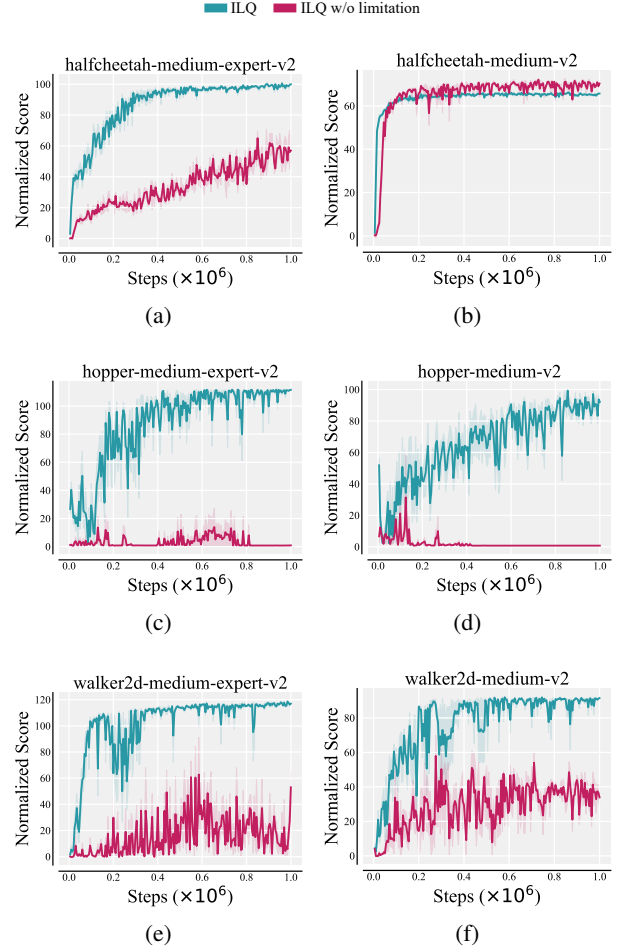 ILQ ILQ w/o limitation
halfcheetah-medium-expert-v2
Normalized Score
100
80
60
40
20
0
0.0 0.2 0.4 0.6 0.8 1.0
Steps (×10⁶)
(a)
halfcheetah-medium-v2
Normalized Score
60
40
20
0
0.0 0.2 0.4 0.6 0.8 1.0
Steps (×10⁶)
(b)
hopper-medium-expert-v2
Normalized Score
100
80
60
40
20
0
0.0 0.2 0.4 0.6 0.8 1.0
Steps (×10⁶)
(c)
hopper-medium-v2
Normalized Score
100
80
60
40
20
0
0.0 0.2 0.4 0.6 0.8 1.0
Steps (×10⁶)
(d)
walker2d-medium-expert-v2
Normalized Score
120
100
80
60
40
20
0
0.0 0.2 0.4 0.6 0.8 1.0
Steps (×10⁶)
(e)
walker2d-medium-v2
Normalized Score
80
60
40
20
0
0.0 0.2 0.4 0.6 0.8 1.0
Steps (×10⁶)
(f)